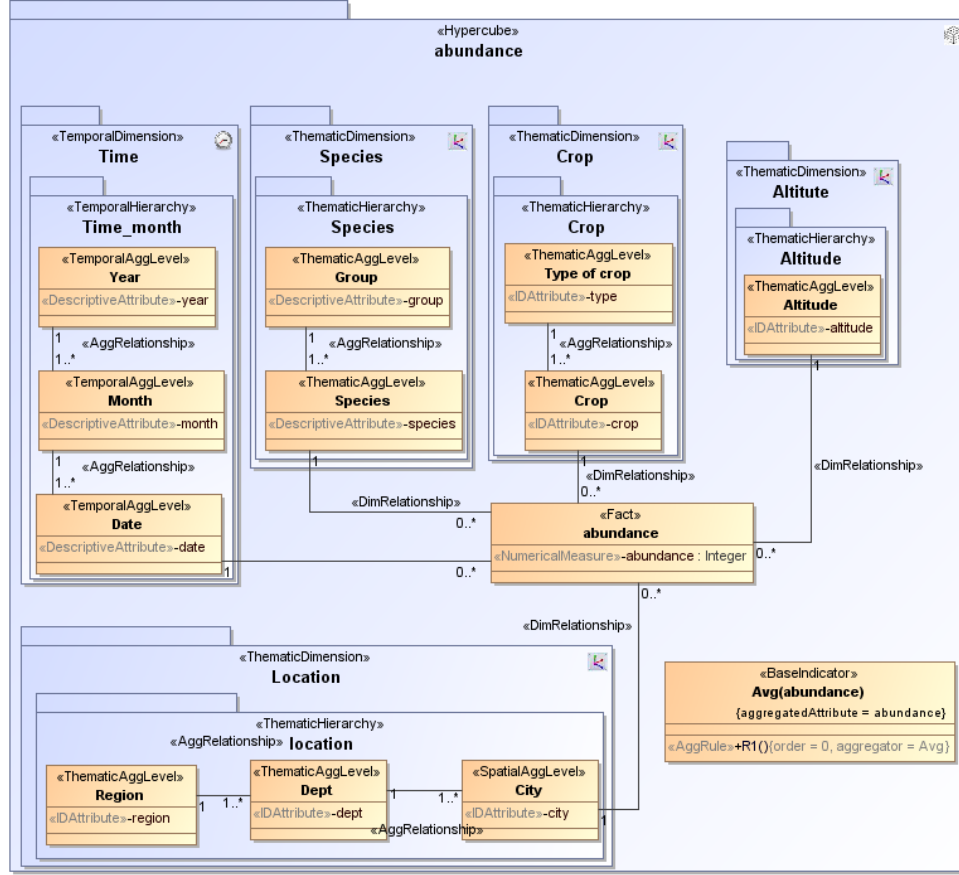 «Hypercube»
abundance
«TemporalDimension»
Time
«TemporalHierarchy»
Time_month
«TemporalAggLevel»
Year
«DescriptiveAttribute»-year
1
«AggRelationship»
1..*
«TemporalAggLevel»
Month
«DescriptiveAttribute»-month
1
«AggRelationship»
1..*
«TemporalAggLevel»
Date
«DescriptiveAttribute»-date
1
0..*
«ThematicDimension»
Species
«ThematicHierarchy»
Species
«ThematicAggLevel»
Group
«DescriptiveAttribute»-group
1
«AggRelationship»
1..*
«ThematicAggLevel»
Species
«DescriptiveAttribute»-species
1
«DimRelationship»
0..*
«ThematicDimension»
Crop
«ThematicHierarchy»
Crop
«ThematicAggLevel»
Type of crop
«IDAttribute»-type
1
«AggRelationship»
1..*
«ThematicAggLevel»
Crop
«IDAttribute»-crop
1
«DimRelationship»
0..*
«ThematicDimension»
Altitute
«ThematicHierarchy»
Altitude
«ThematicAggLevel»
Altitude
«IDAttribute»-altitude
1
«DimRelationship»
0..*
«Fact»
abundance
«NumericalMeasure»-abundance : Integer
0..*
«DimRelationship»
«ThematicDimension»
Location
«ThematicHierarchy»
location
«AggRelationship»
«ThematicAggLevel»
Region
«IDAttribute»-region
1
1..*
«ThematicAggLevel»
Dept
«IDAttribute»-dept
1
1..*
«AggRelationship»
«SpatialAggLevel»
City
«IDAttribute»-city
1
«BaseIndicator»
Avg(abundance)
{aggregatedAttribute = abundance}
«AggRule»+R1(){order = 0, aggregator = Avg}